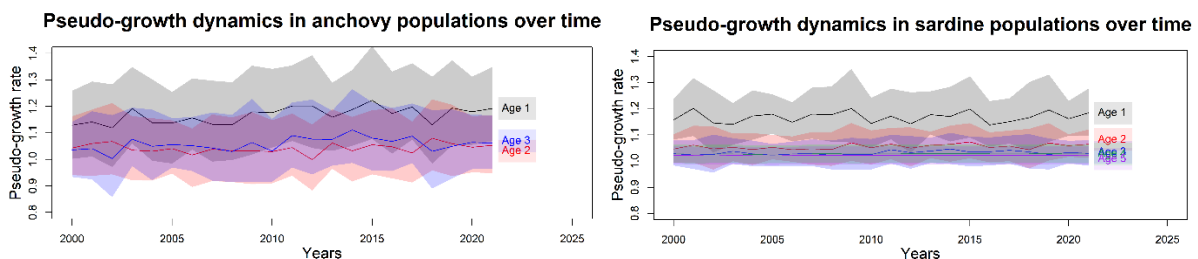 Pseudo-growth dynamics in anchovy populations over time
Pseudo-growth rate
1.4
1.3
1.2
1.1
1.0
0.9
0.8
Age 1
Age 3
Age 2
2000
2005
2010
2015
2020
2025
Years
Pseudo-growth dynamics in sardine populations over time
Pseudo-growth rate
1.4
1.3
1.2
1.1
1.0
0.9
0.8
Age 1
Age 2
Age 3
Age 5
2000
2005
2010
2015
2020
2025
Years